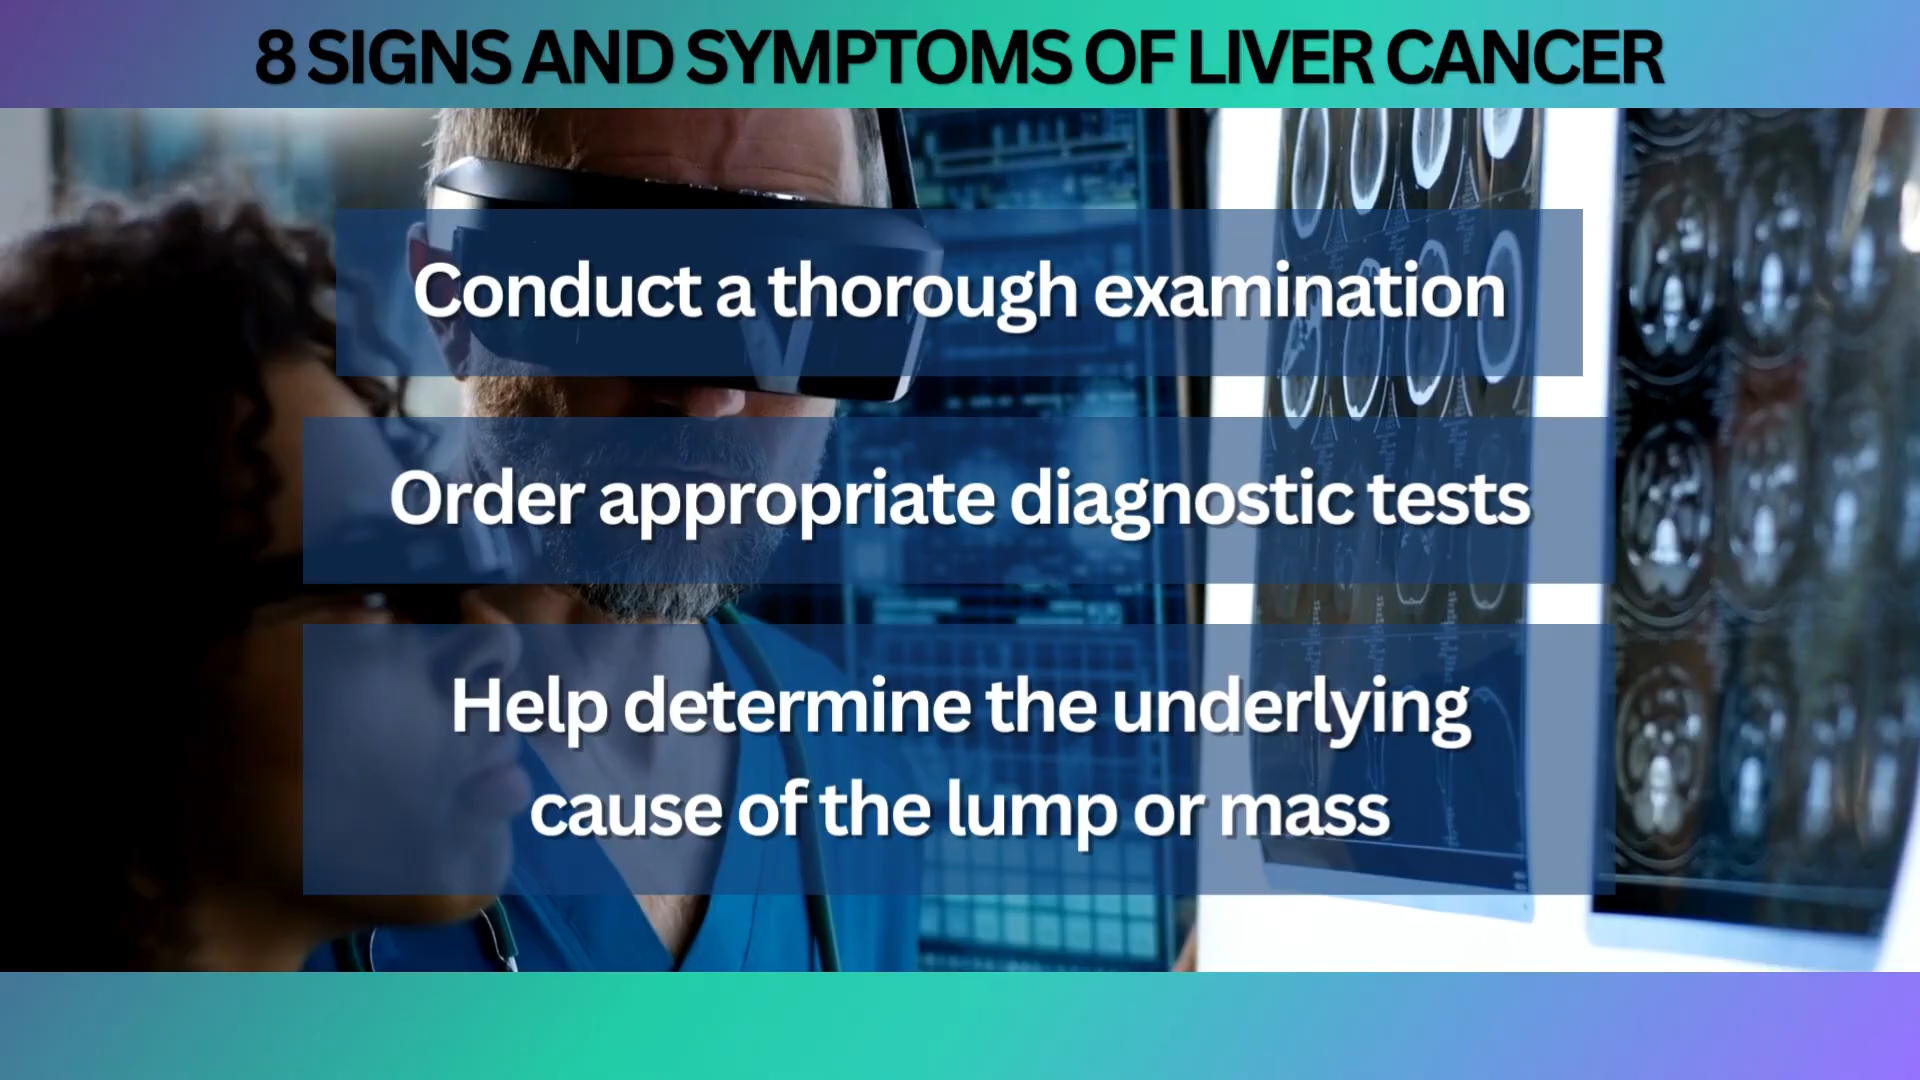 8 SIGNS AND SYMPTOMS OF LIVER CANCER
Conduct a thorough examination
Order appropriate diagnostic tests
Help determine the underlying
cause of the lump or mass